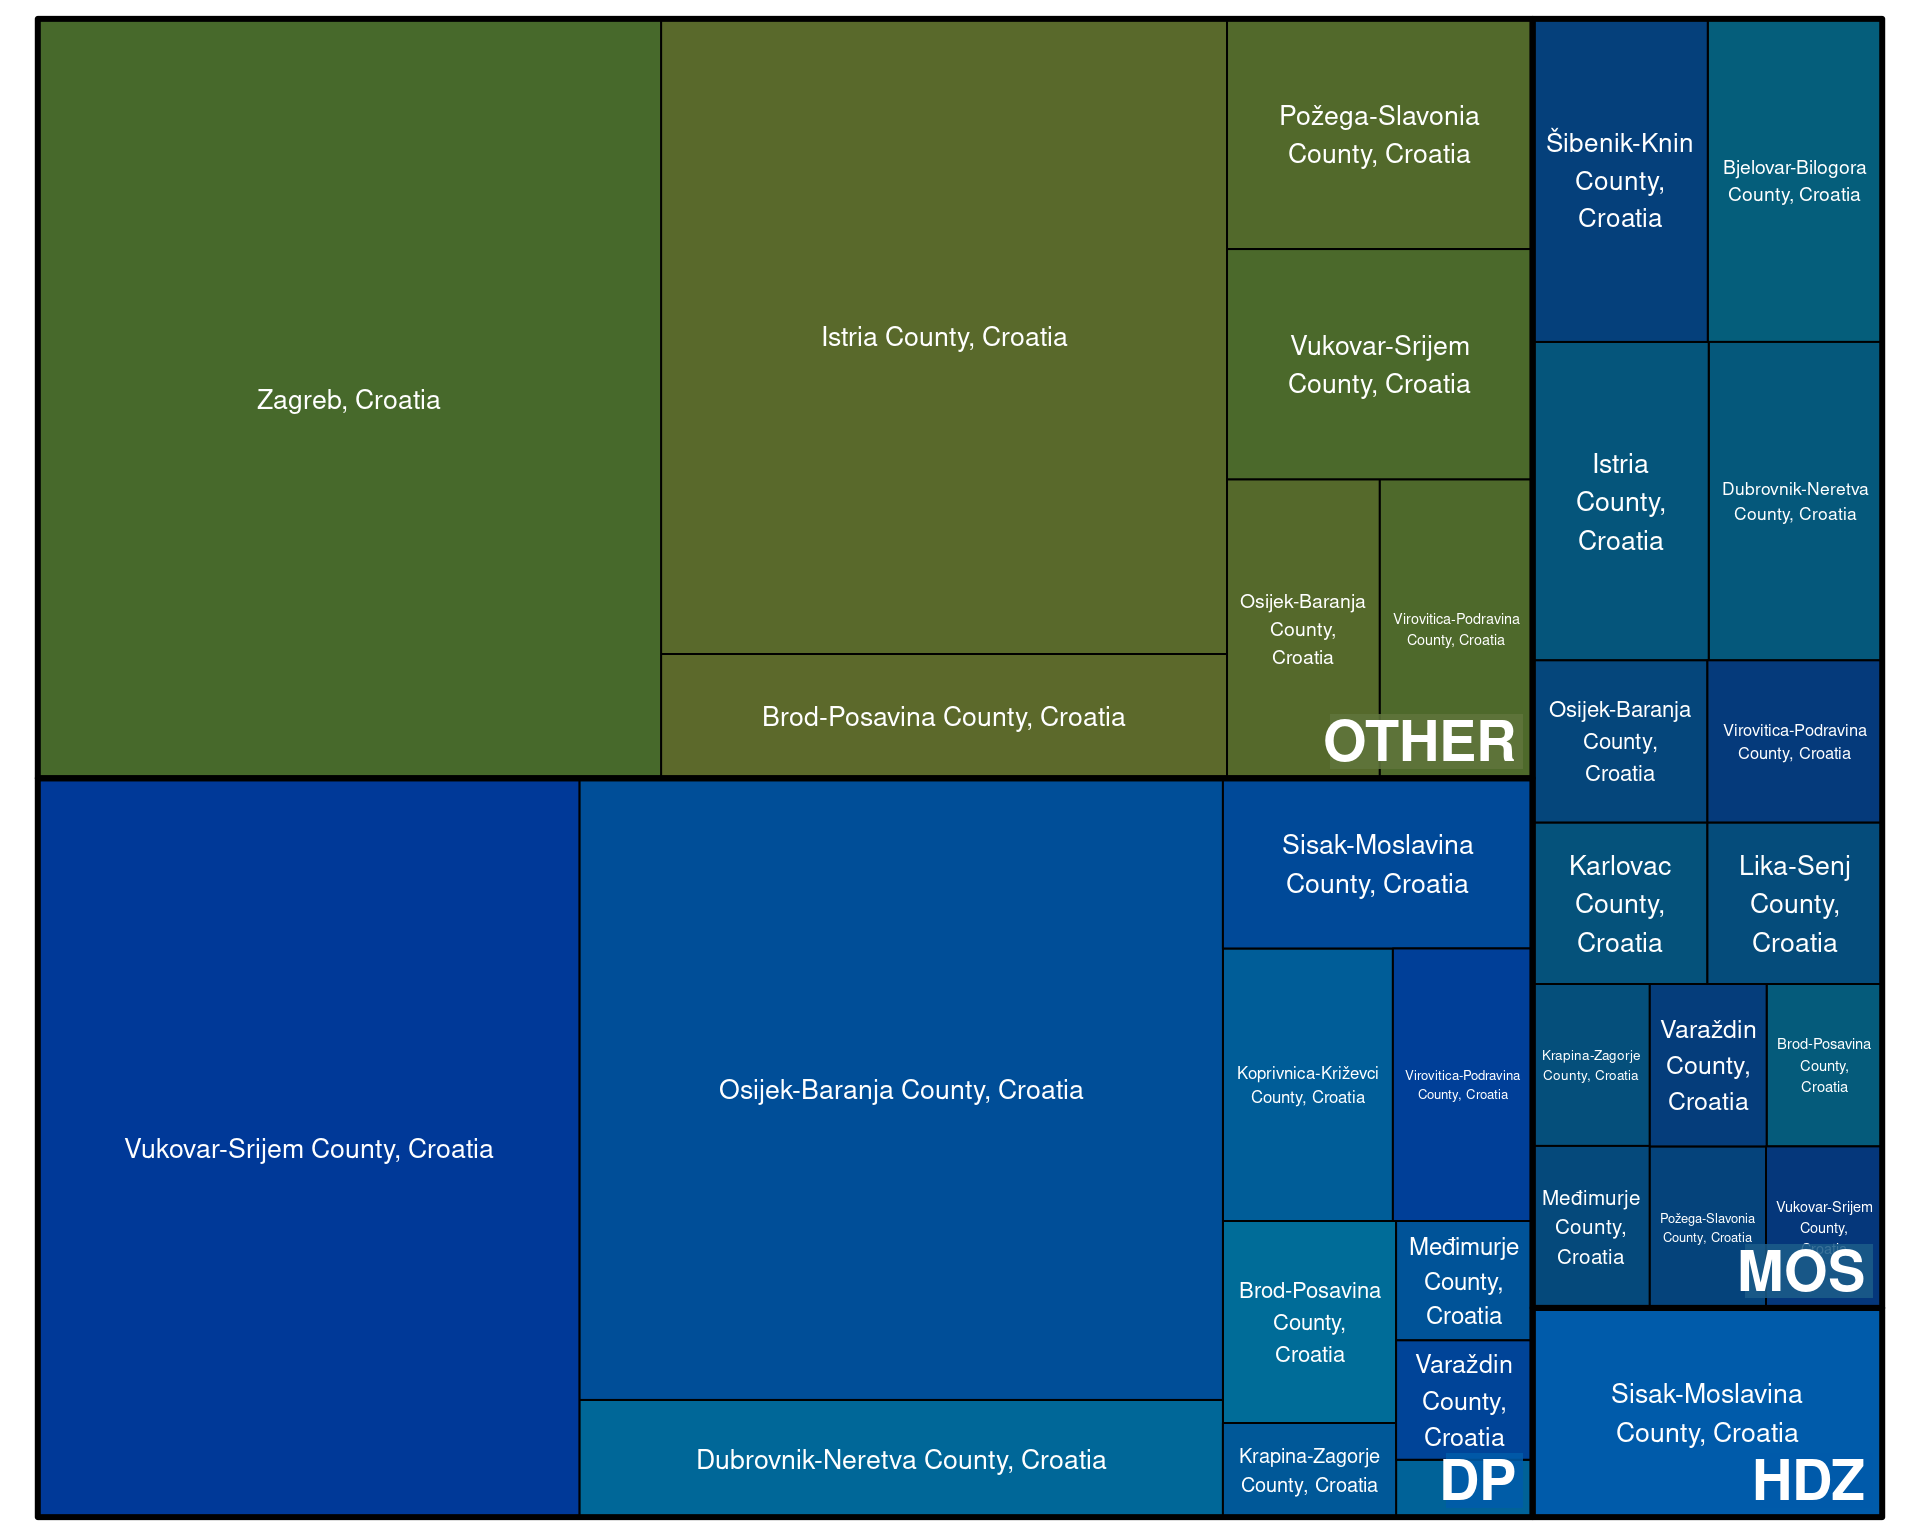 Zagreb, Croatia
Istria County, Croatia
Brod-Posavina County, Croatia
Požega-Slavonia
County, Croatia
Vukovar-Srijem
County, Croatia
Osijek-Baranja
County,
Croatia
Virovitica-Podravina
County, Croatia
OTHER
Vukovar-Srijem County, Croatia
Osijek-Baranja County, Croatia
Dubrovnik-Neretva County, Croatia
Sisak-Moslavina
County, Croatia
Koprivnica-Križevci
County, Croatia
Virovitica-Podravina
County, Croatia
Brod-Posavina
County,
Croatia
Međimurje
County,
Croatia
Varaždin
County,
Croatia
Krapina-Zagorje
County, Croatia
DP
Šibenik-Knin
County,
Croatia
Bjelovar-Bilogora
County, Croatia
Istria
County,
Croatia
Dubrovnik-Neretva
County, Croatia
Osijek-Baranja
County,
Croatia
Virovitica-Podravina
County, Croatia
Karlovac
County,
Croatia
Lika-Senj
County,
Croatia
Krapina-Zagorje
County, Croatia
Varaždin
County,
Croatia
Brod-Posavina
County,
Croatia
Međimurje
County,
Croatia
Požega-Slavonia
County, Croatia
Vukovar-Srijem
County,
MOS
Sisak-Moslavina
County, Croatia
HDZ